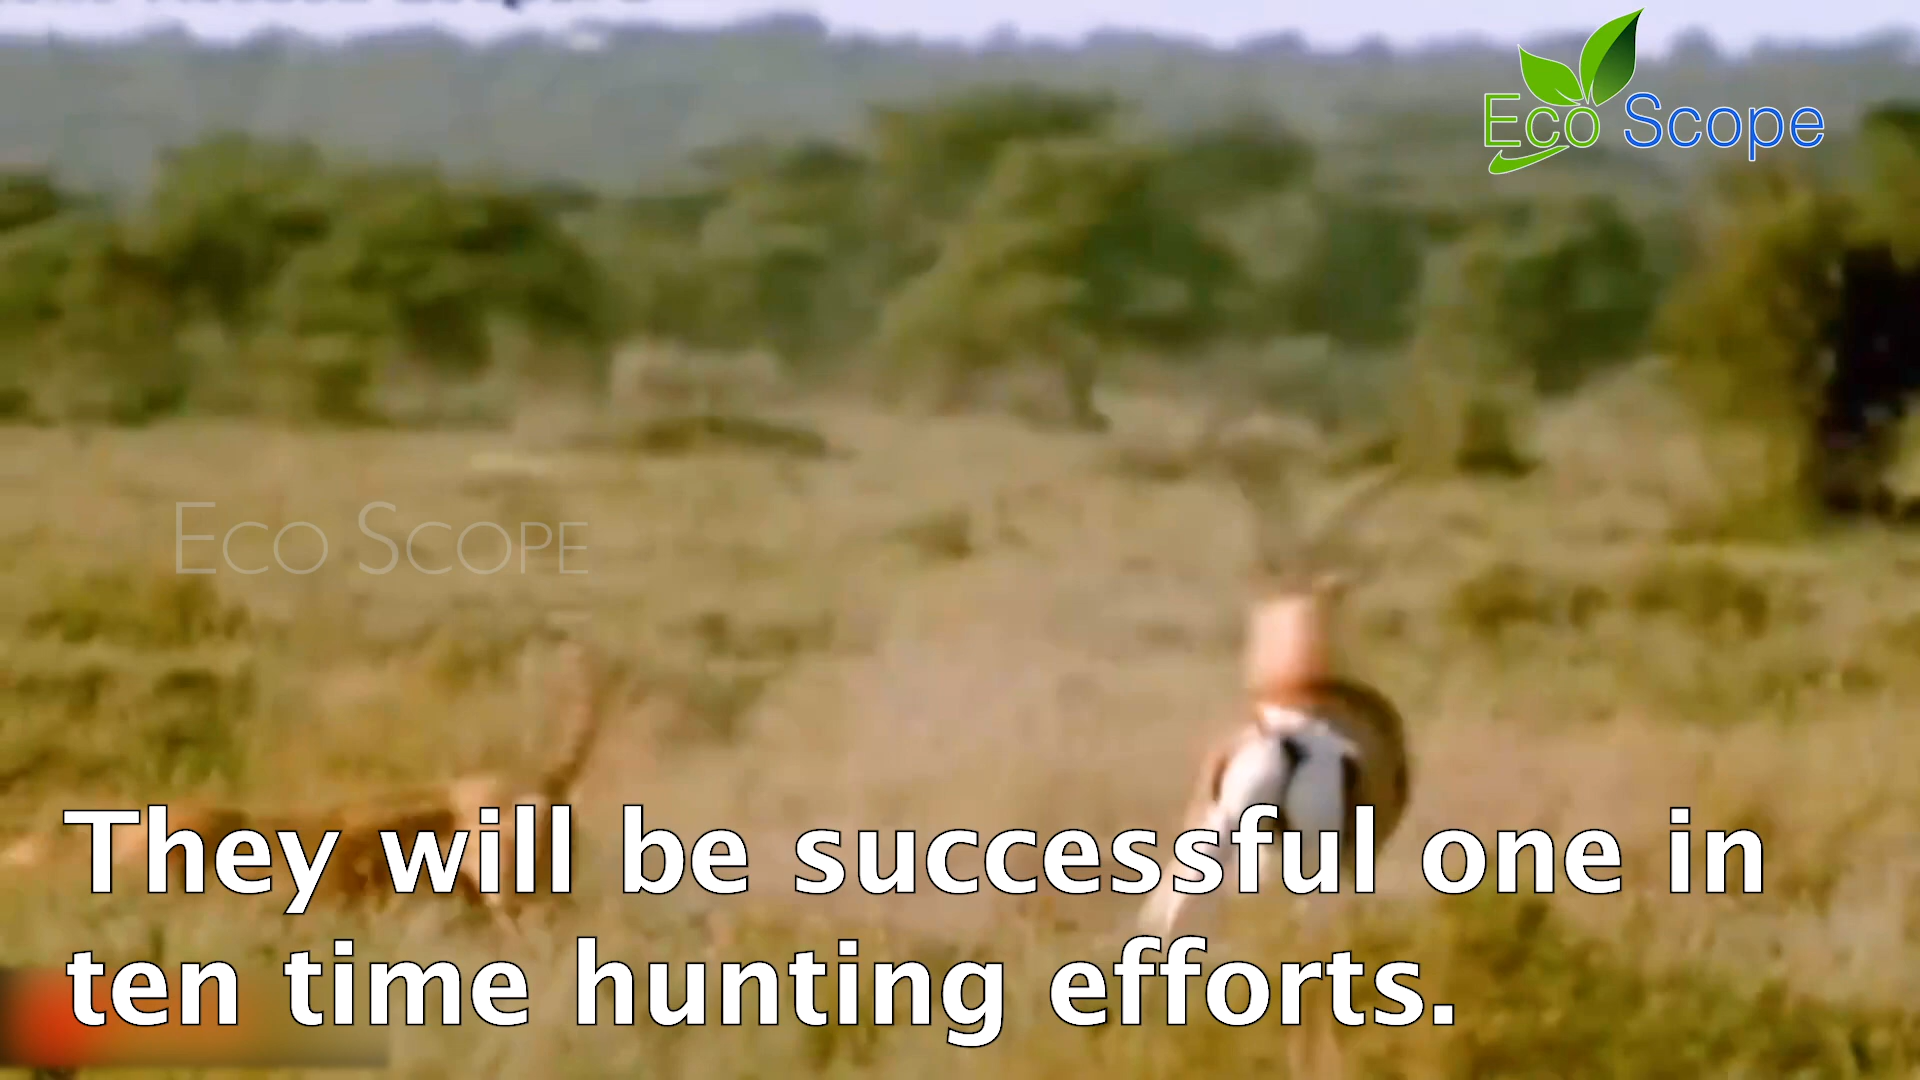 Eco Scope
Eco Scope
They will be successful one in
ten time hunting efforts.